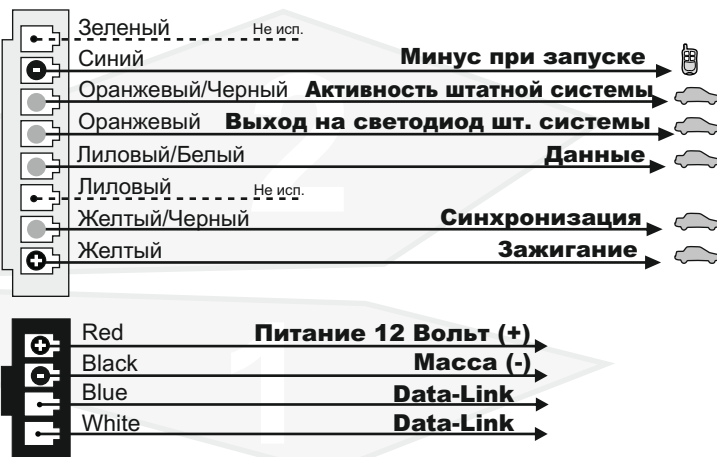 Зеленый Не исп.
Синий Минус при запуске
Оранжевый/Черный Активность штатной системы
Оранжевый Выход на светодиод шт. системы
Лиловый/Белый Данные
Лиловый Не исп.
Желтый/Черный Синхронизация
Желтый Зажигание
2
Red Питание 12 Вольт (+)
Black Масса (-)
Blue Data-Link
White Data-Link
1